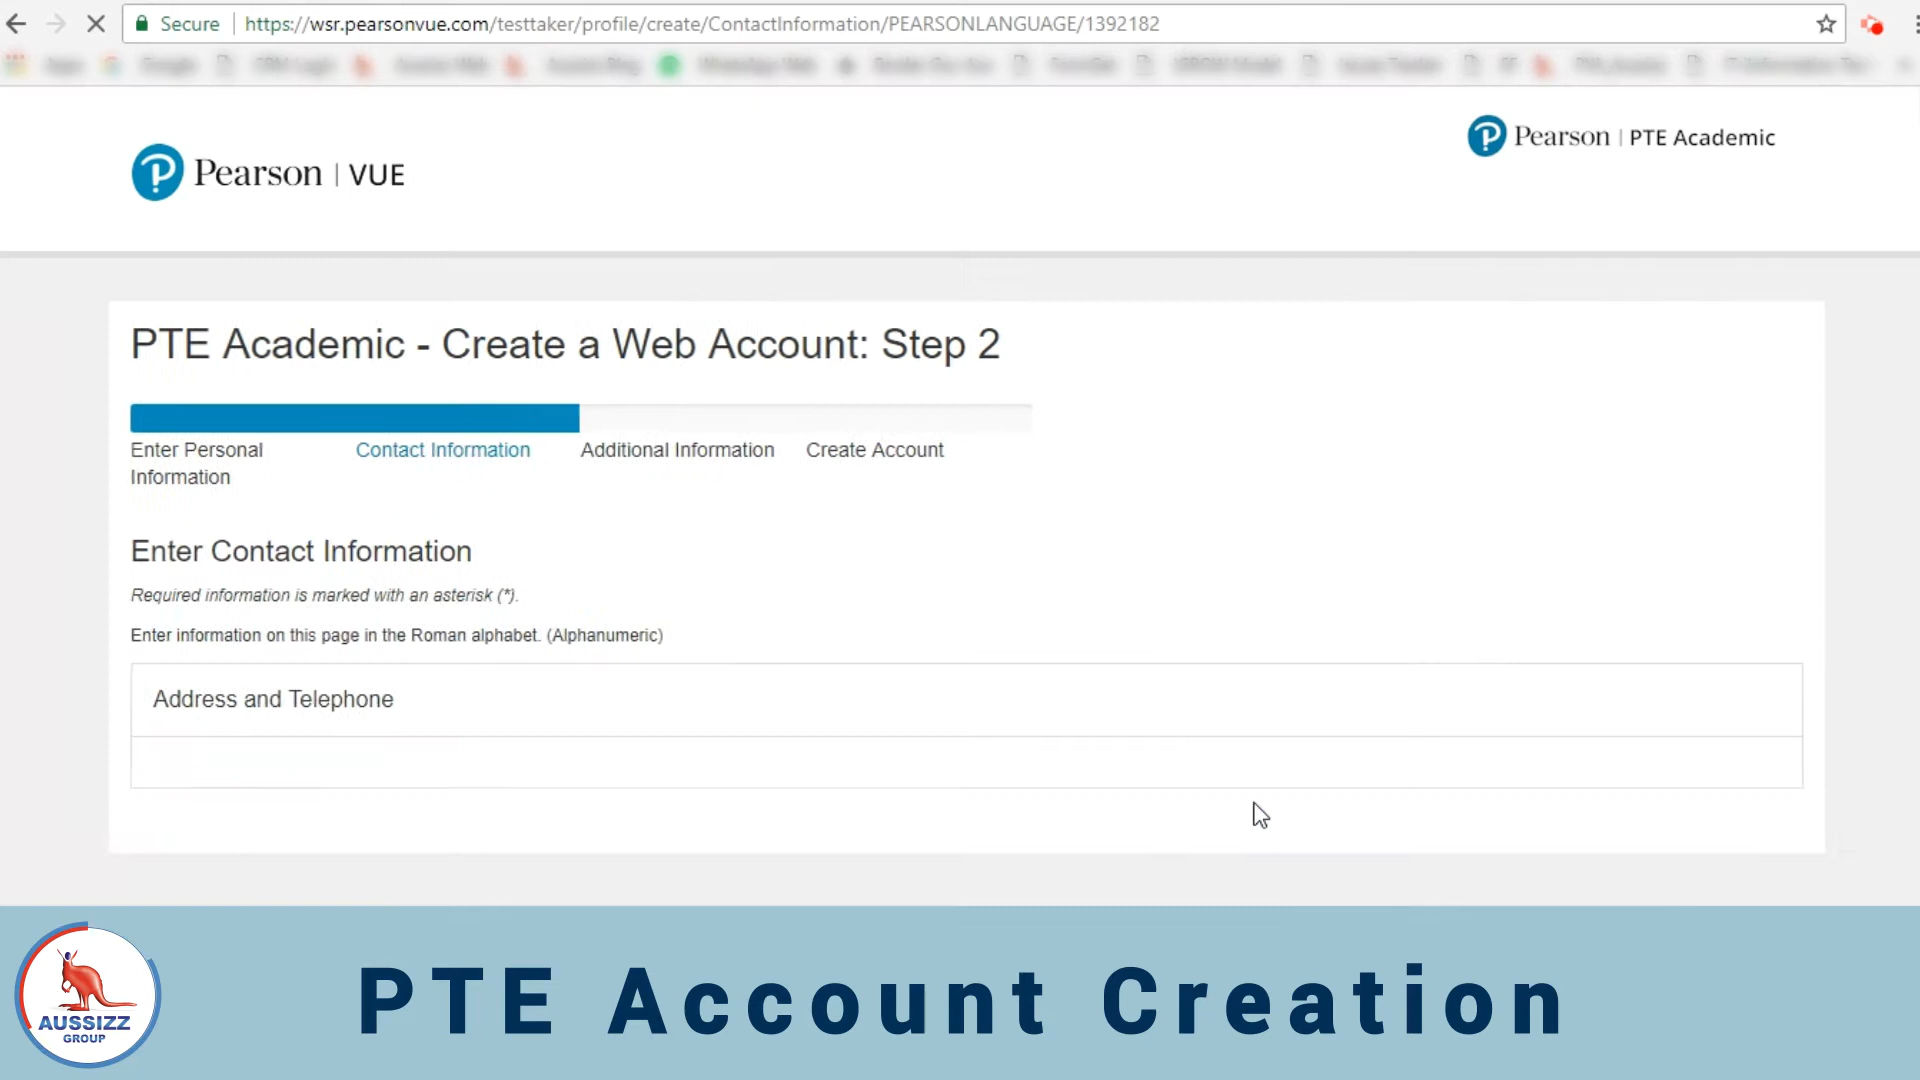 Secure https://wsr.pearsonvue.com/testtaker/profile/create/ContactInformation/PEARSONLANGUAGE/1392182
Pearson | PTE Academic
Pearson | VUE
PTE Academic - Create a Web Account: Step 2
Enter Personal Information
Contact Information
Additional Information
Create Account
Enter Contact Information
Required information is marked with an asterisk (*).
Enter information on this page in the Roman alphabet. (Alphanumeric)
Address and Telephone
AUSSIZZ
GROUP
PTE Account Creation